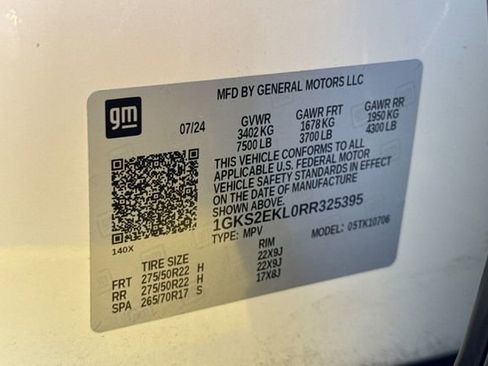 MFD BY GENERAL MOTORS LLC
gm
07/24
GVWR GAWR FRT GAWR RR
3402 KG 1678 KG 1950 KG
7500 LB 3700 LB 4300 LB
THIS VEHICLE CONFORMS TO ALL
APPLICABLE U.S. FEDERAL MOTOR
VEHICLE SAFETY STANDARDS IN EFFECT
ON THE DATE OF MANUFACTURE
SHOWN ABOVE.
1GKS2EKL0RR325395
TYPE: MPV MODEL: 05TK10706
140X
TIRE SIZE RIM
FRT 275/50R22 H 22X9J
RR 275/50R22 H 22X9J
SPA 265/70R17 S 17X8J